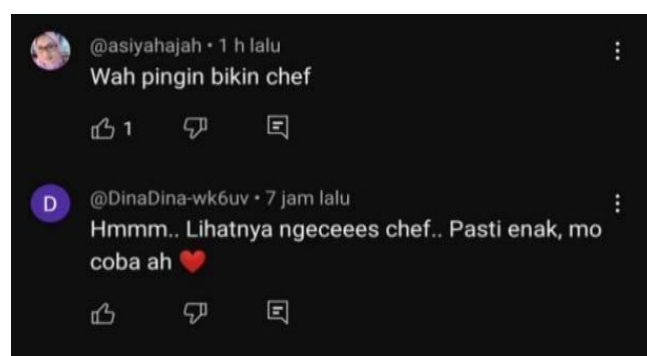 @asiyahajah • 1 h lalu
Wah pingin bikin chef
1
D
@DinaDina-wk6uv • 7 jam lalu
Hmmm.. Lihatnya ngeceees chef.. Pasti enak, mo
coba ah ❤️